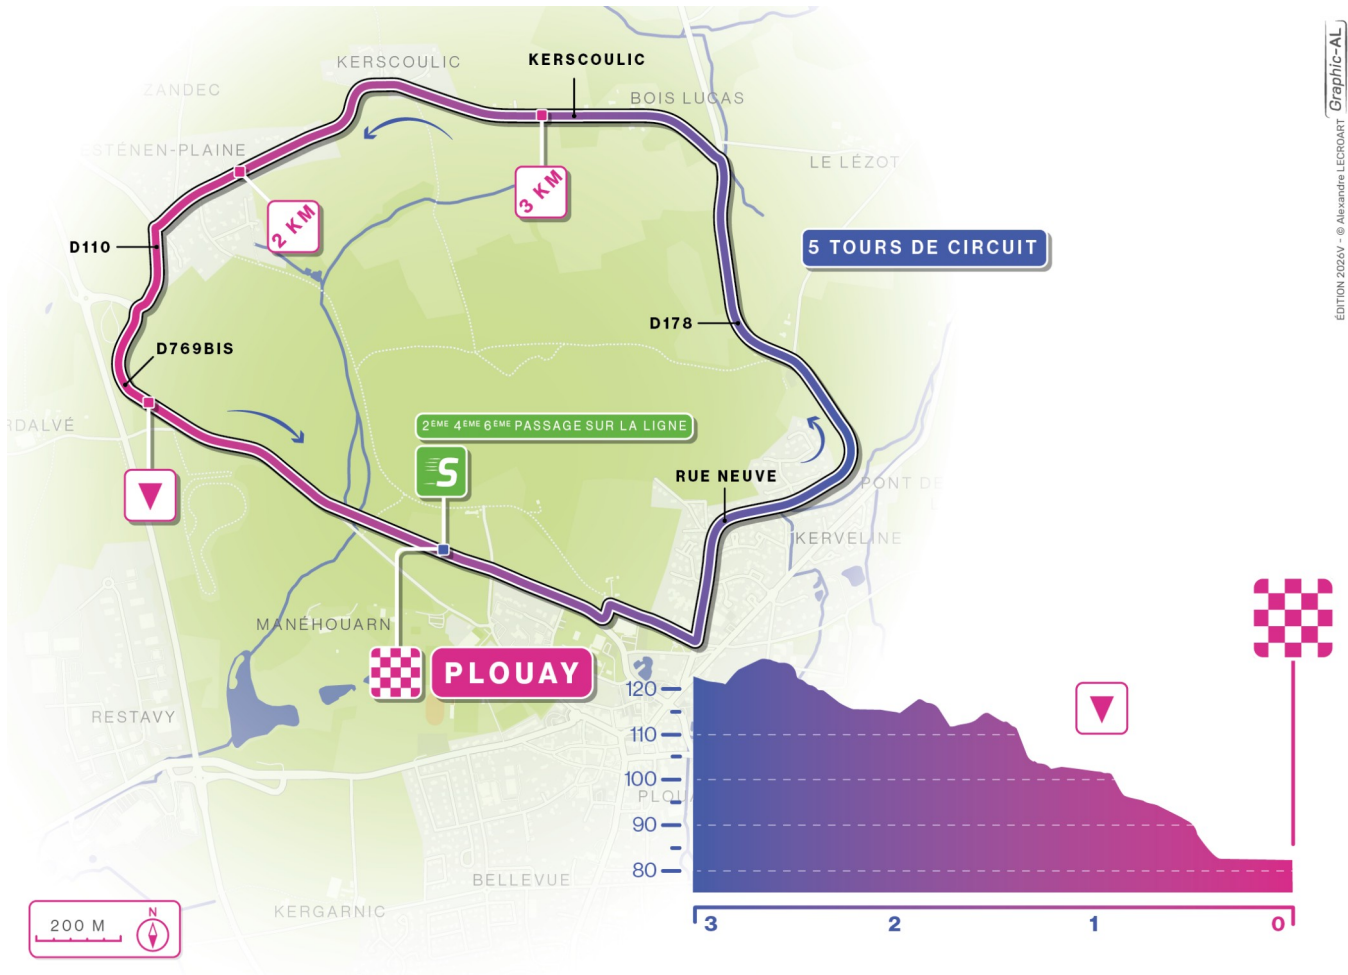 KERSCOULIC
KERSCOULIC
ZANDEC
BOIS LUCAS
ESTÉNEN-PLAINE
LE LÉZOT
3 KM
2 KM
D110
5 TOURS DE CIRCUIT
D178
D769BIS
RDALVÉ
2ÈME 4ÈME 6ÈME PASSAGE SUR LA LIGNE
S
RUE NEUVE
PONT DE
KERVELINE
MANÉHOUARN
PLOUAY
RESTAVY
PLOUA
BELLEVUE
KERGARNIC
200 M
N
120
110
100
90
80
3 2 1 0
ÉDITION 2026V - © Alexandre LECROART Graphic-AL